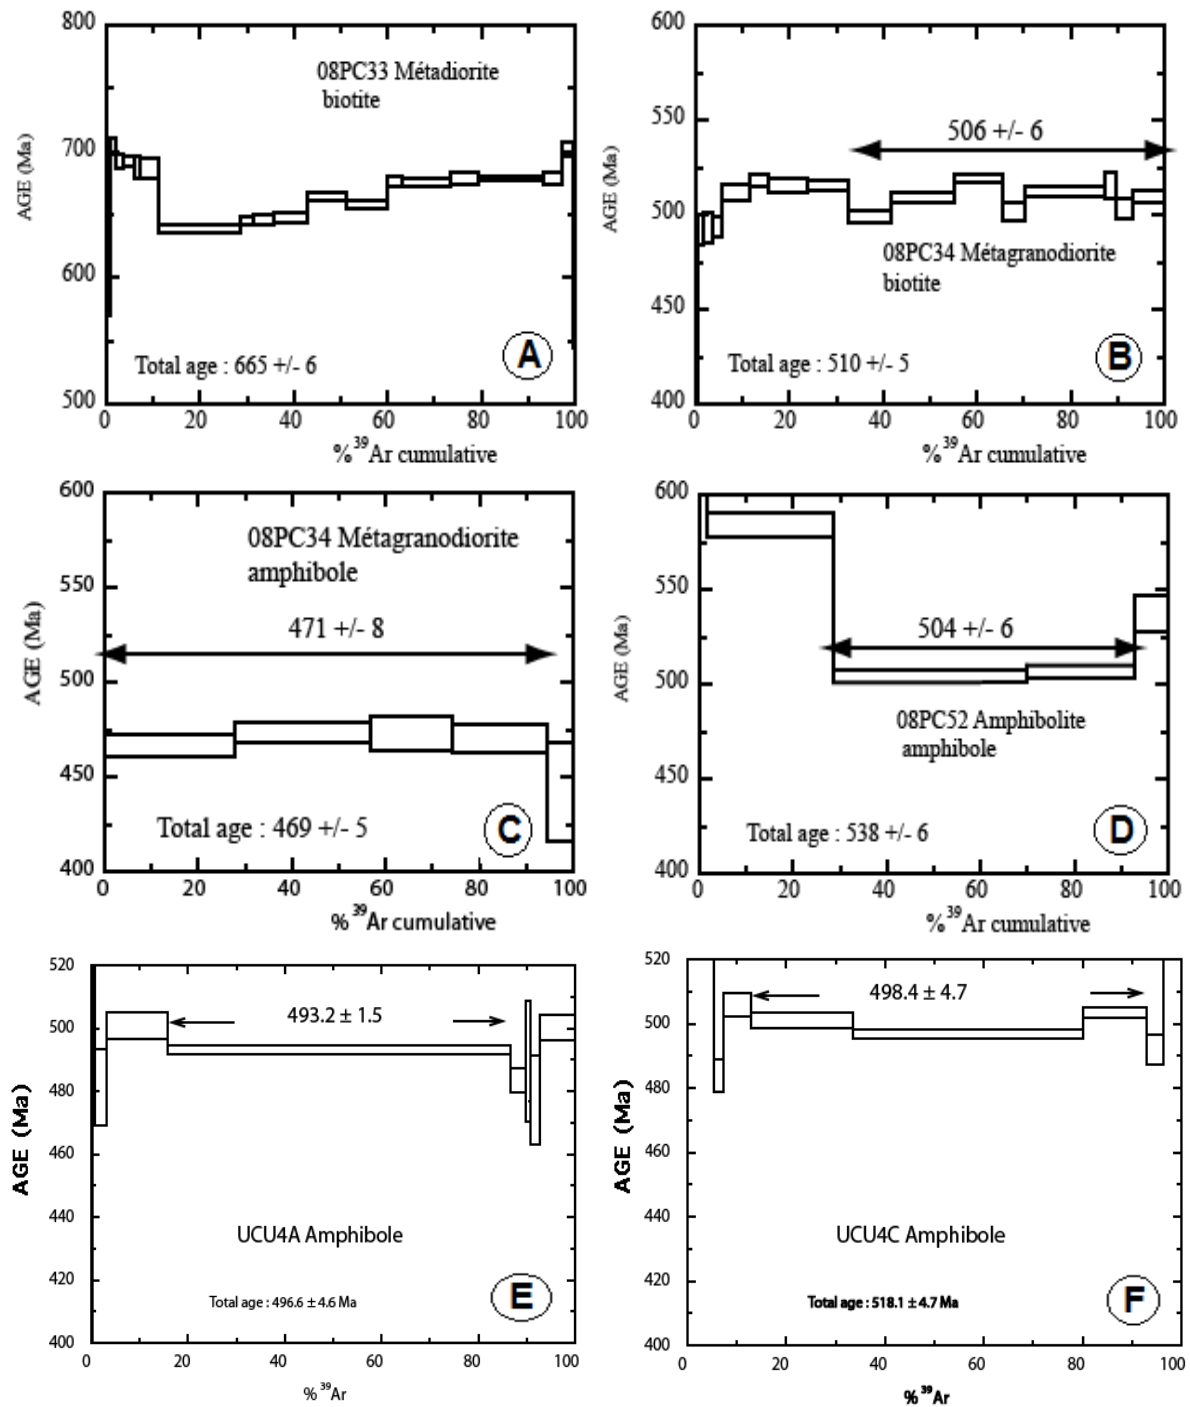 800
700
600
500
AGE (Ma)
08PC33 Métadiorite
biotite
Total age : 665 +/- 6
A
0 20 40 60 80 100
% 39Ar cumulative
600
550
500
450
400
AGE (Ma)
506 +/- 6
08PC34 Métagranodiorite
biotite
Total age : 510 +/- 5
B
0 20 40 60 80 100
% 39Ar cumulative
600
550
500
450
400
AGE (Ma)
08PC34 Métagranodiorite
amphibole
471 +/- 8
Total age : 469 +/- 5
C
0 20 40 60 80 100
% 39Ar cumulative
600
550
500
450
400
AGE (Ma)
504 +/- 6
08PC52 Amphibolite
amphibole
Total age : 538 +/- 6
D
0 20 40 60 80 100
% 39Ar cumulative
520
500
480
460
440
420
400
AGE (Ma)
493.2 ± 1.5
UCU4A Amphibole
Total age : 496.6 ± 4.6 Ma
E
0 20 40 60 80 100
% 39Ar
520
500
480
460
440
420
400
AGE (Ma)
498.4 ± 4.7
UCU4C Amphibole
Total age : 518.1 ± 4.7 Ma
F
0 20 40 60 80 100
% 39Ar